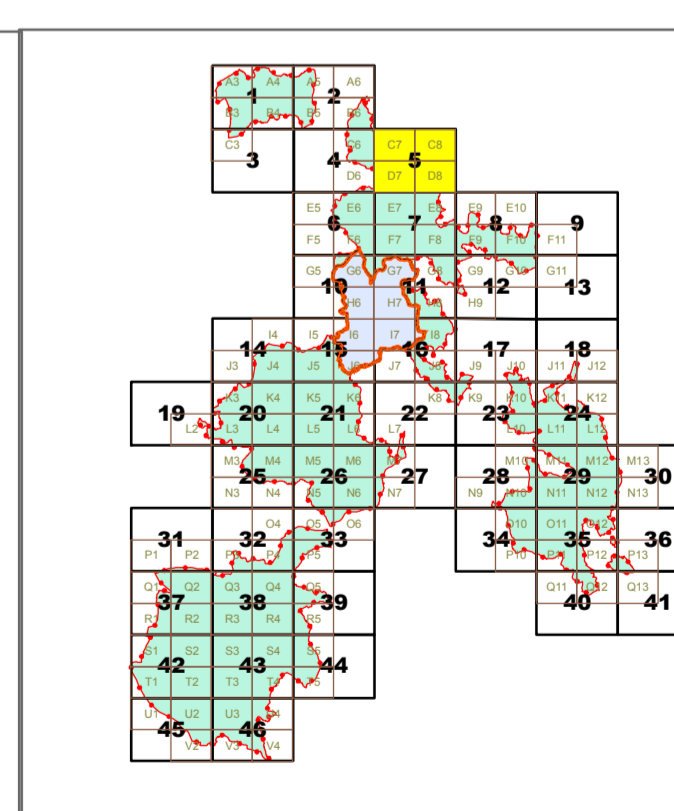 A3 A4 A5 A6
1 2
B3 B4 B5 B6
C3 C6 C7 C8
3 4 5
D6 D7 D8
E5 E6 E7 E8 E9 E10
6 7 8 9
F5 F6 F7 F8 F9 F10 F11
G5 G6 G7 G8 G9 G10 G11
10 11 12 13
H6 H7 H8 H9
I4 I5 I6 I7 I8
14 15 16 17 18
J3 J4 J5 J6 J7 J8 J9 J10 J11 J12
K3 K4 K5 K6 K8 K9 K10 K11 K12
19 20 21 22 23 24
L2 L3 L4 L5 L6 L7 L10 L11 L12
M3 M4 M5 M6 M7 M10 M11 M12 M13
25 26 27 28 29 30
N3 N4 N5 N6 N7 N9 N10 N11 N12 N13
O4 O5 O6 O10 O11 O12
31 32 33 34 35 36
P1 P2 P3 P4 P5 P10 P11 P12 P13
Q1 Q2 Q3 Q4 Q5 Q11 Q12 Q13
37 38 39 40 41
R1 R2 R3 R4 R5
S1 S2 S3 S4 S5
42 43 44
T1 T2 T3 T4 T5
U1 U2 U3 U4
45 46
V2 V3 V4